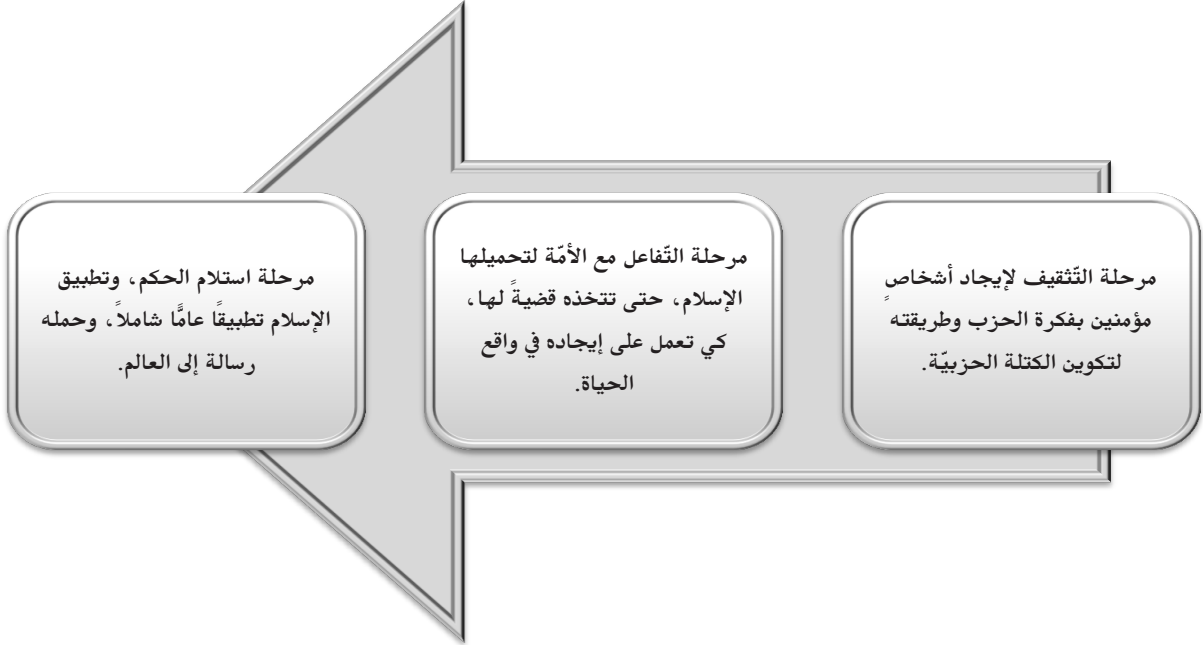 مرحلة التّثقيف لإيجاد أشخاصٍ
مؤمنين بفكرة الحزب وطريقته
لتكوين الكتلة الحزبيّة.
مرحلة التّفاعل مع الأمّة لتحميلها
الإسلام، حتى تتخذه قضيةً لها،
كي تعمل على إيجاده في واقع
الحياة.
مرحلة استلام الحكم، وتطبيق
الإسلام تطبيقاً عامًّا شاملاً، وحمله
رسالة إلى العالم.